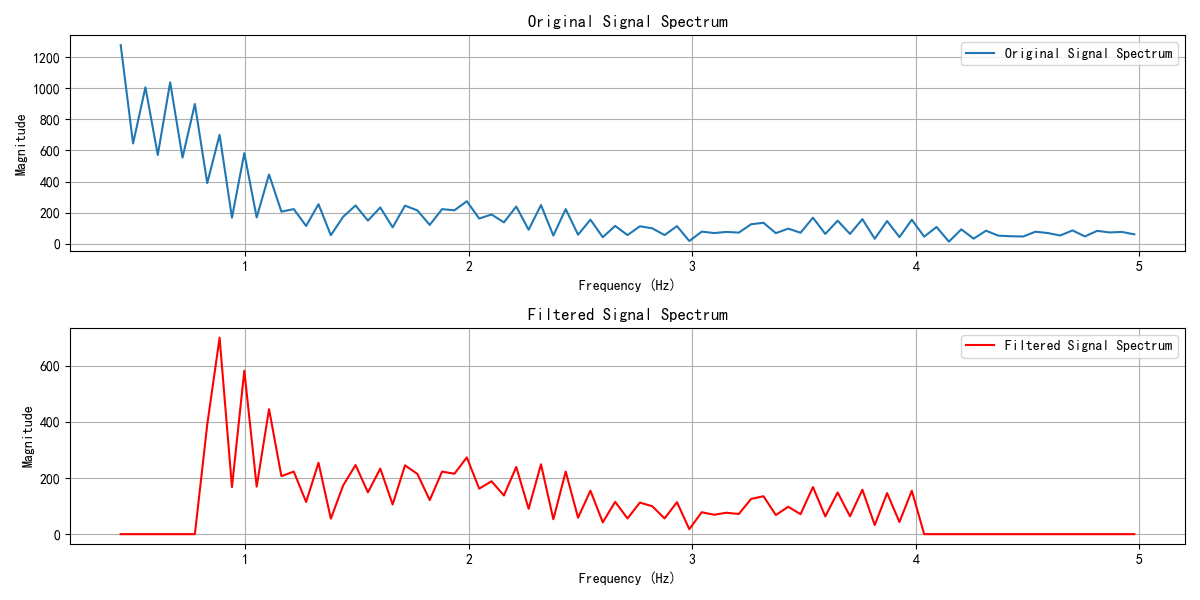 Original Signal Spectrum
Original Signal Spectrum
Magnitude
1200
1000
800
600
400
200
0
1 2 3 4 5
Frequency (Hz)
Filtered Signal Spectrum
Filtered Signal Spectrum
Magnitude
600
400
200
0
1 2 3 4 5
Frequency (Hz)